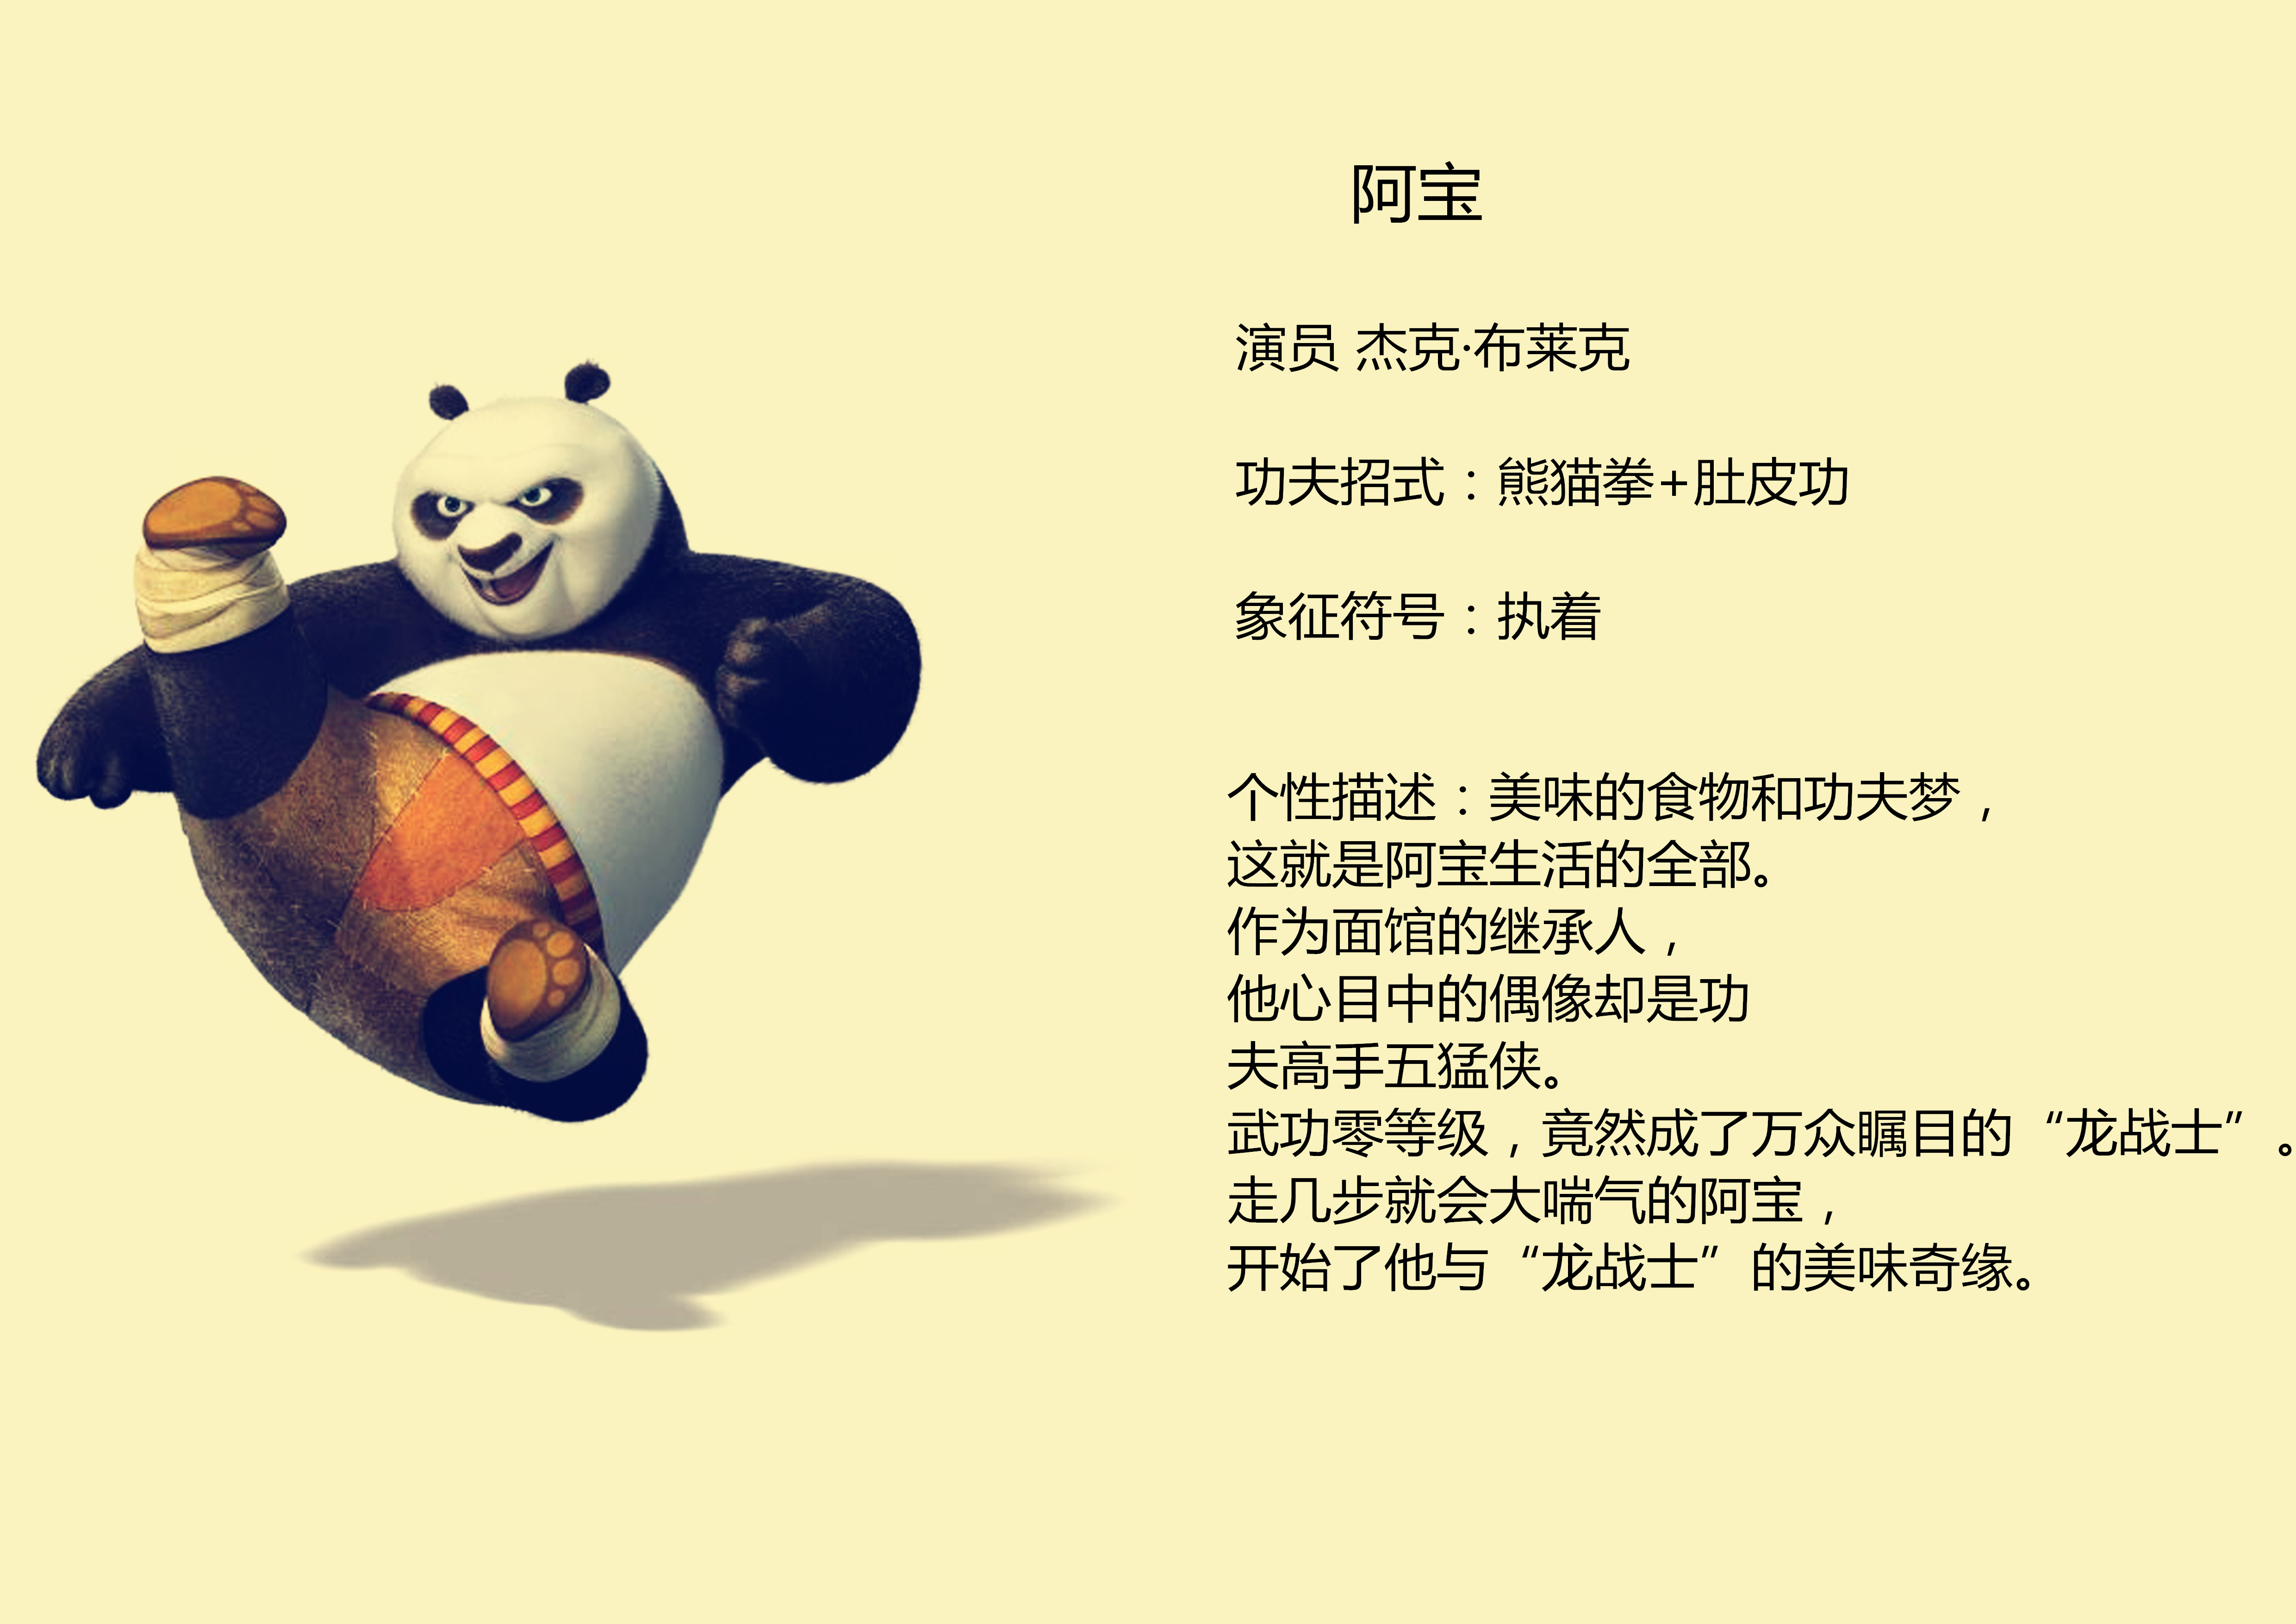 阿宝
演员 杰克·布莱克
功夫招式：熊猫拳+肚皮功
象征符号：执着
个性描述：美味的食物和功夫梦，
这就是阿宝生活的全部。
作为面馆的继承人，
他心目中的偶像却是功
夫高手五猛侠。
武功零等级，竟然成了万众瞩目的“龙战士”。
走几步就会大喘气的阿宝，
开始了他与“龙战士”的美味奇缘。